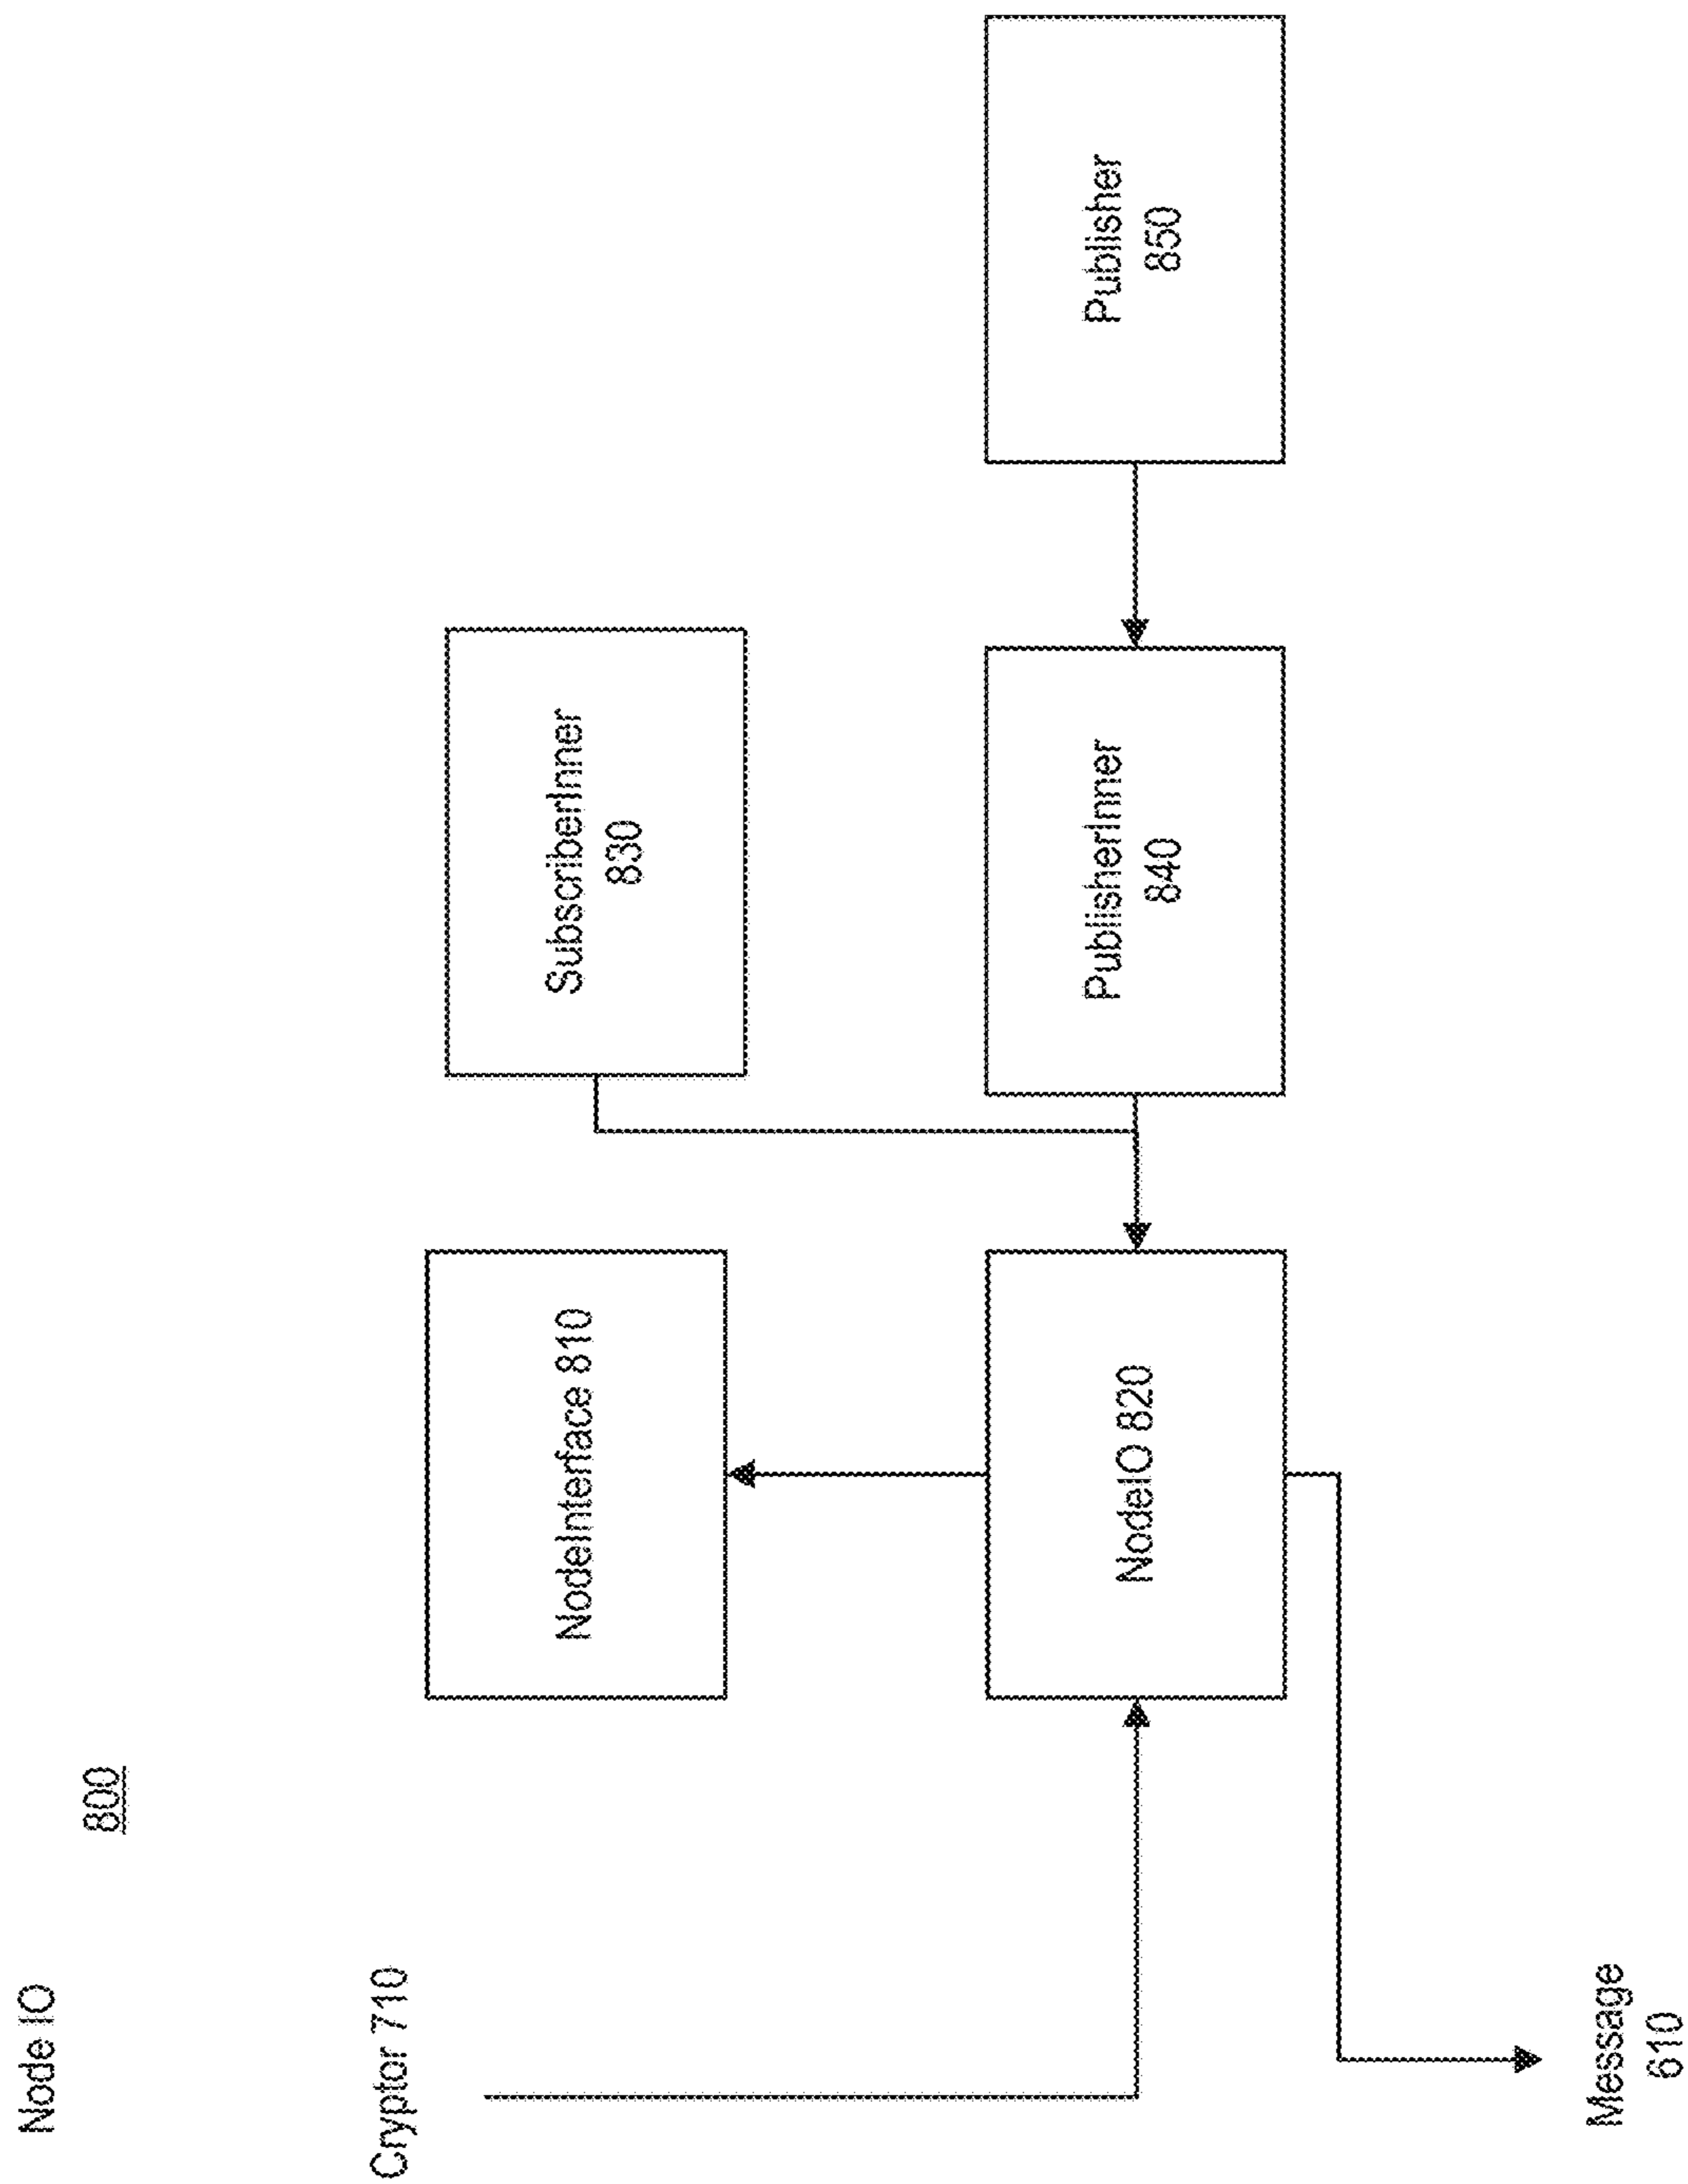 Node IO
800
Cryptor 710
NodeInterface 810
SubscriberInner
830
NodeIO 820
PublisherInner
840
Publisher
850
Message
610